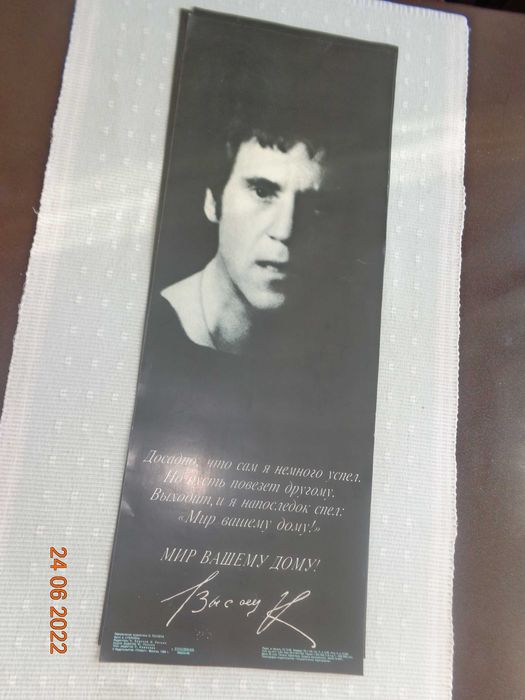 Досадно, что сам я немного успел.
Но пусть повезет другому.
Выходит, и я напоследок спел:
«Мир вашему дому!»
МИР ВАШЕМУ ДОМУ!
Высоц
24 06 2022